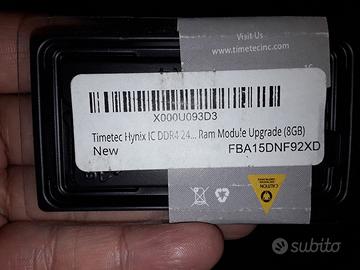 Visit Us
www.timetecinc.com
X000U093D3
Timetec Hynix IC DDR4 24... Ram Module Upgrade (8GB)
New FBA15DNF92XD
CAUTION
subito